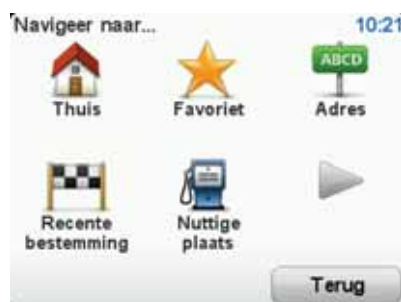 Navigeer naar... 10:21
ABCD
Thuis Favoriet Adres
Recente bestemming
Nuttige plaats
Terug